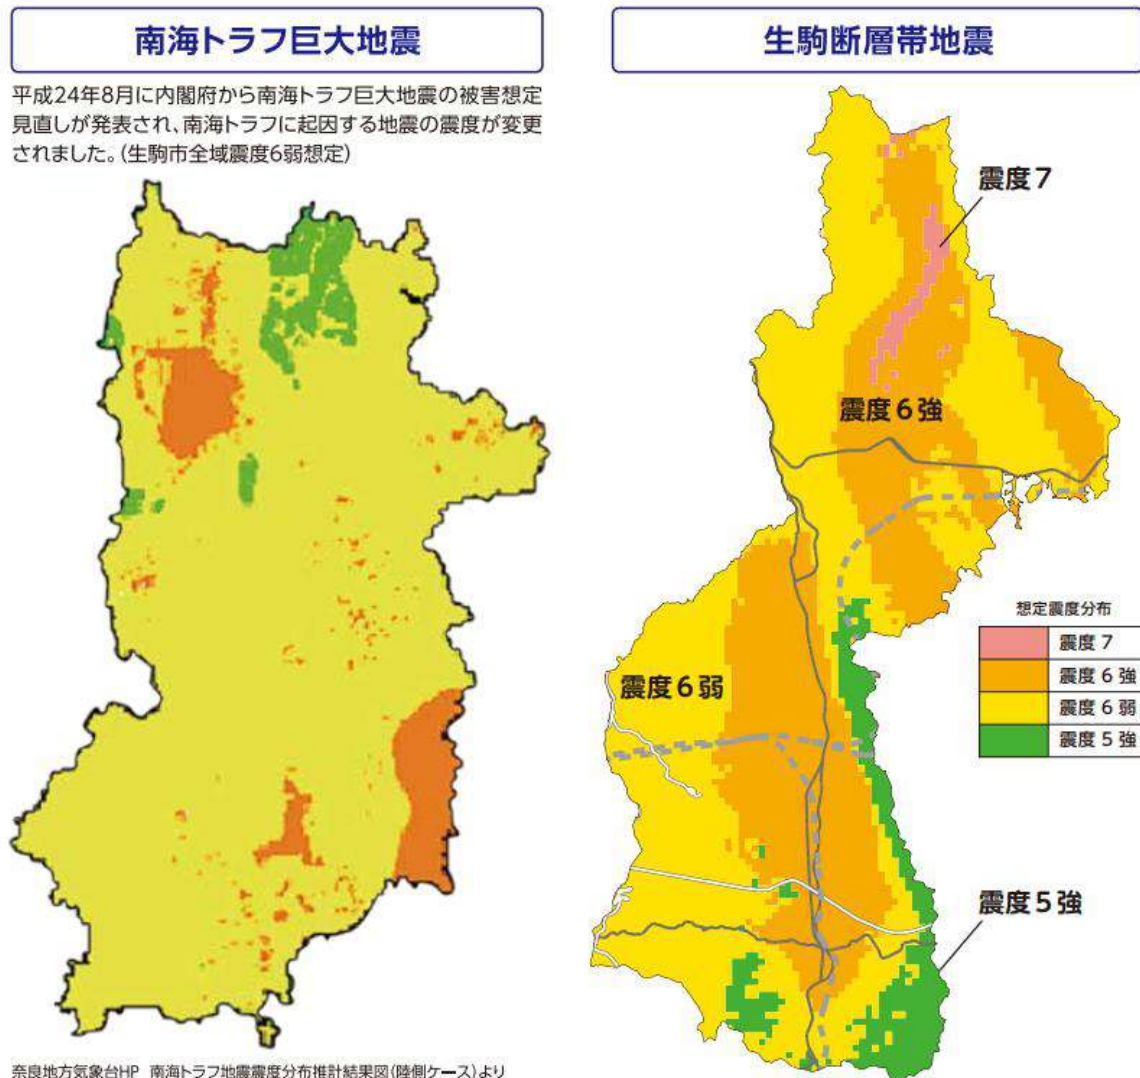 南海トラフ巨大地震
平成24年8月に内閣府から南海トラフ巨大地震の被害想定
見直しが発表され、南海トラフに起因する地震の震度が変更
されました。(生駒市全域震度6弱想定)
奈良地方気象台HP 南海トラフ地震震度分布推計結果図(陸側ケース)より
生駒断層帯地震
震度7
震度6強
震度6弱
震度5強
想定震度分布
震度7
震度6強
震度6弱
震度5強